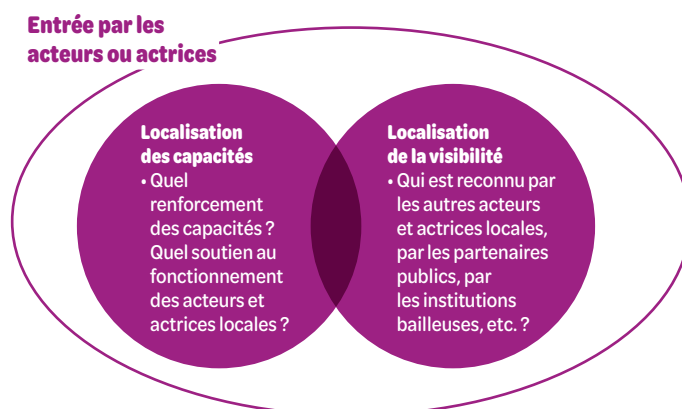 Entrée par les
acteurs ou actrices
Localisation
des capacités
• Quel
renforcement
des capacités ?
Quel soutien au
fonctionnement
des acteurs et
actrices locales ?
Localisation
de la visibilité
• Qui est reconnu par
les autres acteurs
et actrices locales,
par les partenaires
publics, par
les institutions
bailleuses, etc. ?